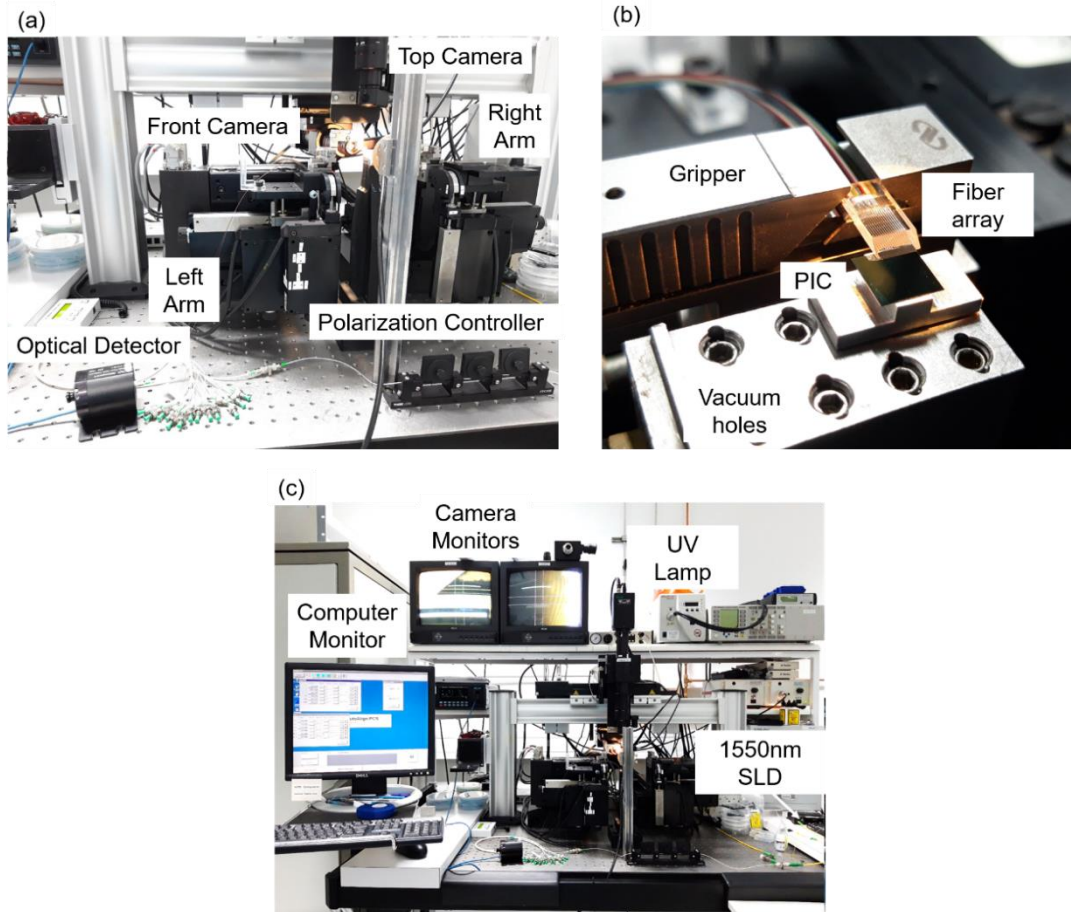 (a)
Top Camera
Front Camera
Right
Arm
Left
Arm
Polarization Controller
Optical Detector
(b)
Gripper
Fiber
array
PIC
Vacuum
holes
(c)
Camera
Monitors
UV
Lamp
Computer
Monitor
1550nm
SLD
DELL